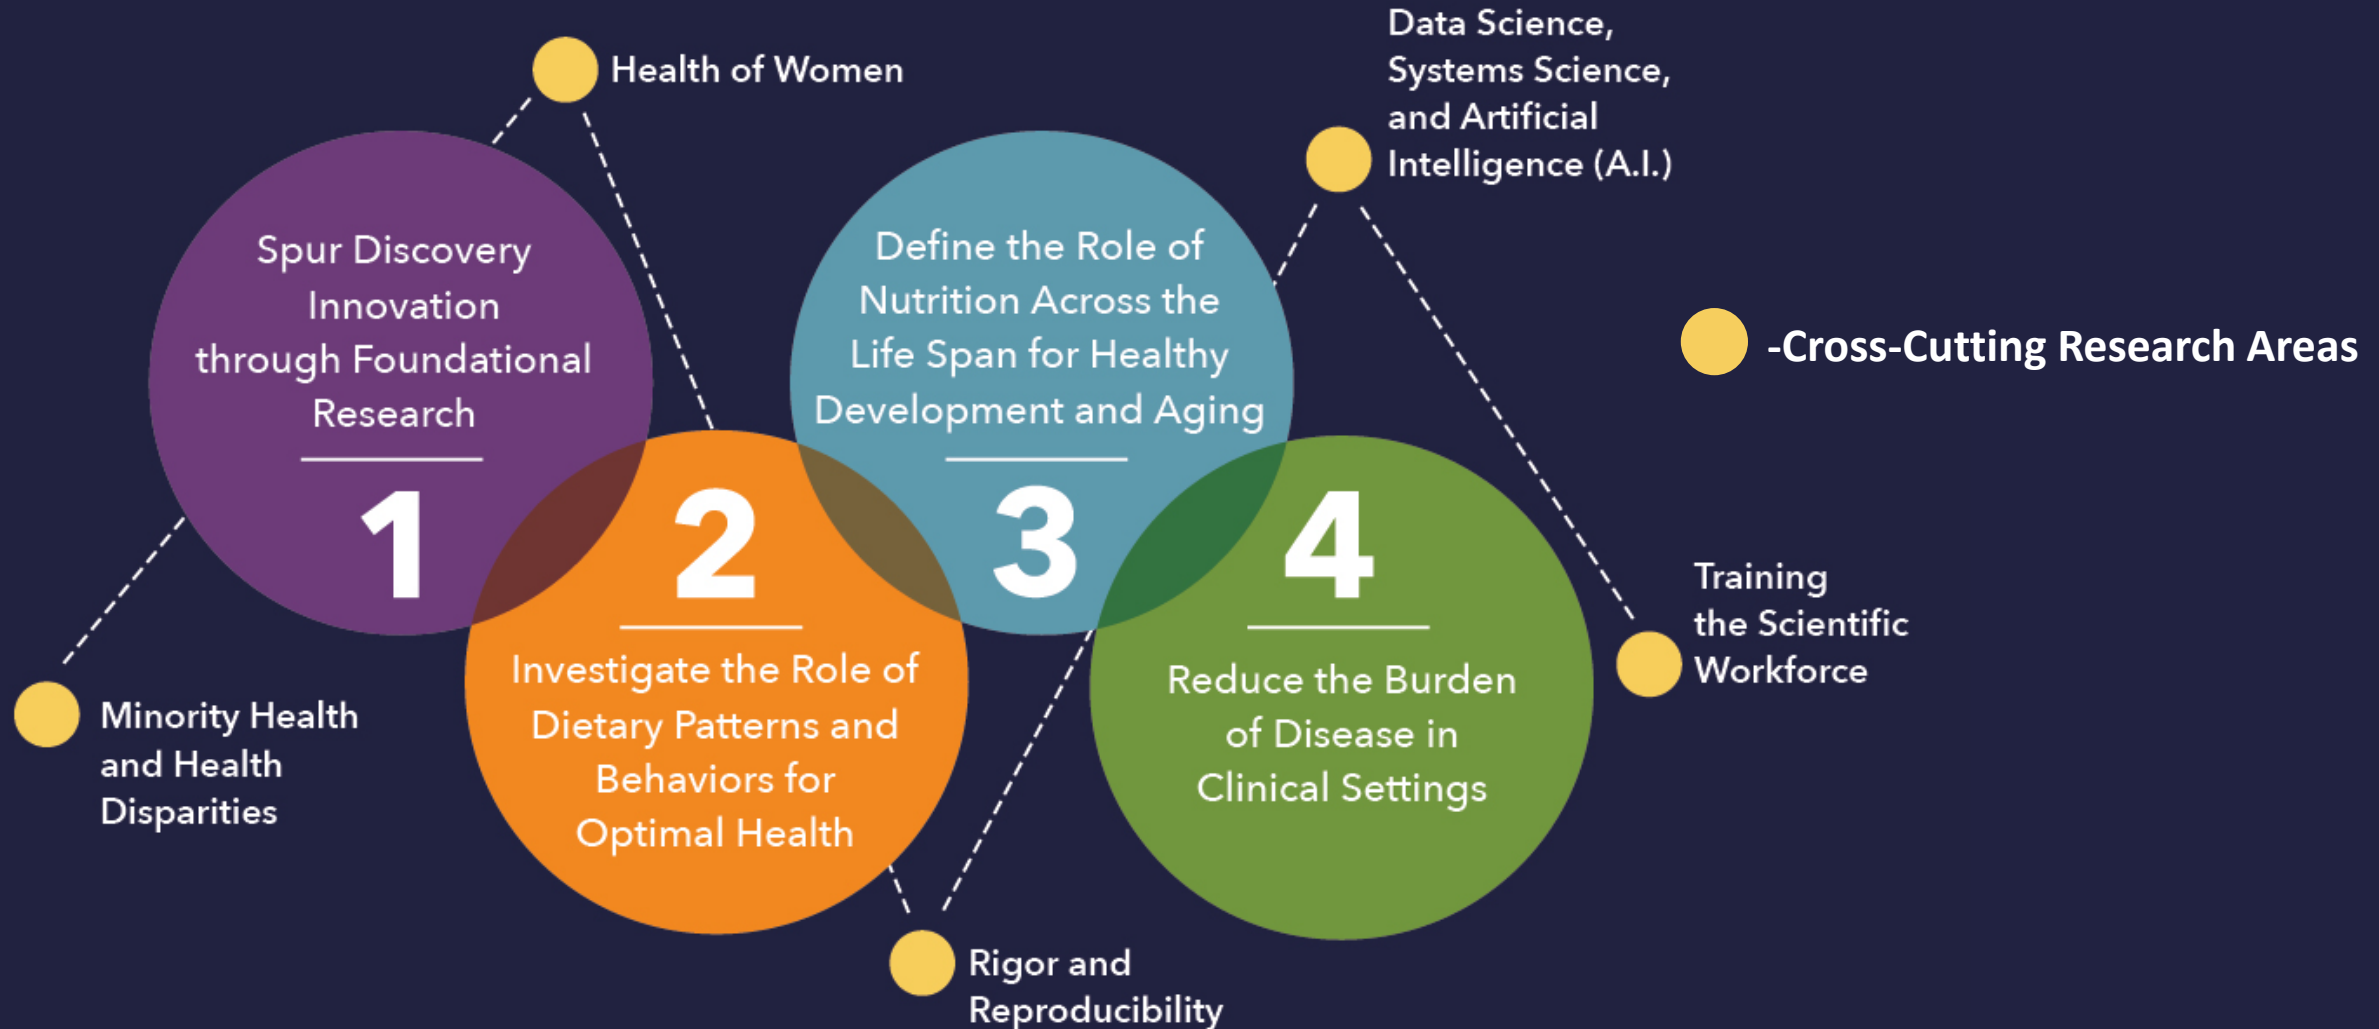 Health of Women
Data Science,
Systems Science,
and Artificial
Intelligence (A.I.)
Spur Discovery
Innovation
through Foundational
Research
1
2
Investigate the Role of
Dietary Patterns and
Behaviors for
Optimal Health
Define the Role of
Nutrition Across the
Life Span for Healthy
Development and Aging
3
4
Reduce the Burden
of Disease in
Clinical Settings
-Cross-Cutting Research Areas
Training
the Scientific
Workforce
Minority Health
and Health
Disparities
Rigor and
Reproducibility